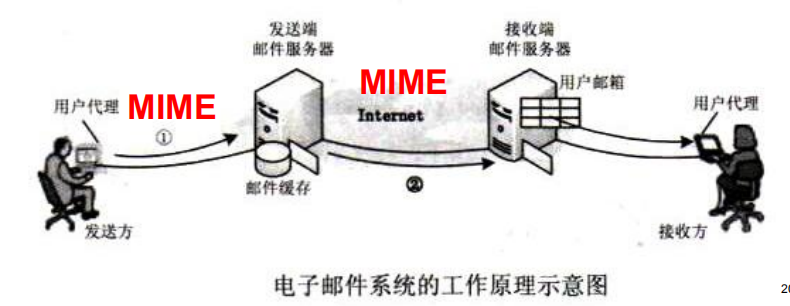 发送端
邮件服务器
接收端
邮件服务器
MIME
用户邮箱
用户代理
MIME
Internet
用户代理
①
邮件缓存
②
发送方
接收方
电子邮件系统的工作原理示意图
20